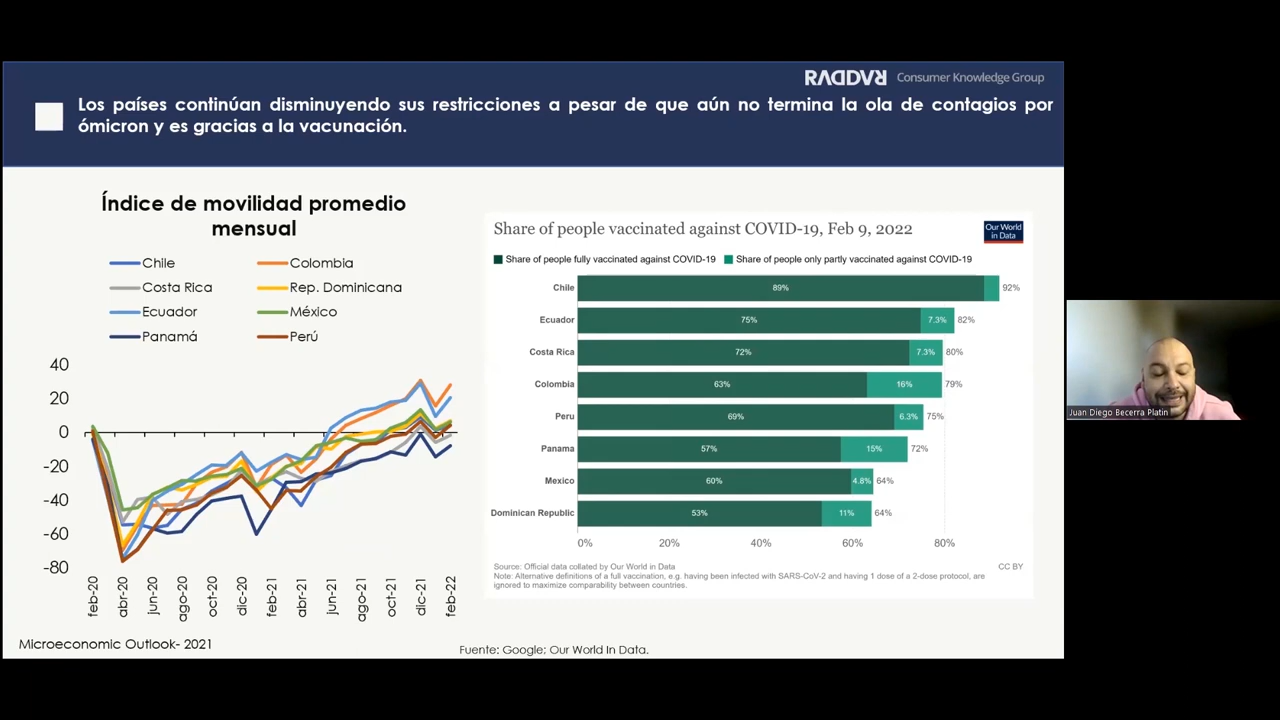 RADDAR Consumer Knowledge Group
Los países continúan disminuyendo sus restricciones a pesar de que aún no termina la ola de contagios por
ómicron y es gracias a la vacunación.
Índice de movilidad promedio
mensual
Chile Colombia
Costa Rica Rep. Dominicana
Ecuador México
Panamá Perú
40
20
0
-20
-40
-60
-80
feb-20 abr-20 jun-20 ago-20 oct-20 dic-20 feb-21 abr-21 jun-21 ago-21 oct-21 dic-21 feb-22
Share of people vaccinated against COVID-19, Feb 9, 2022
Our World
in Data
Share of people fully vaccinated against COVID-19 Share of people only partly vaccinated against COVID-19
Chile 89% 92%
Ecuador 75% 7.3% 82%
Costa Rica 72% 7.3% 80%
Colombia 63% 16% 79%
Peru 69% 6.3% 75%
Panama 57% 15% 72%
Mexico 60% 4.8% 64%
Dominican Republic 53% 11% 64%
0% 20% 40% 60% 80%
Source: Official data collated by Our World in Data CC BY
Note: Alternative definitions of a full vaccination, e.g. having been infected with SARS-CoV-2 and having 1 dose of a 2-dose protocol, are
ignored to maximize comparability between countries.
Microeconomic Outlook- 2021
Fuente: Google; Our World In Data.
Juan Diego Becerra Platin